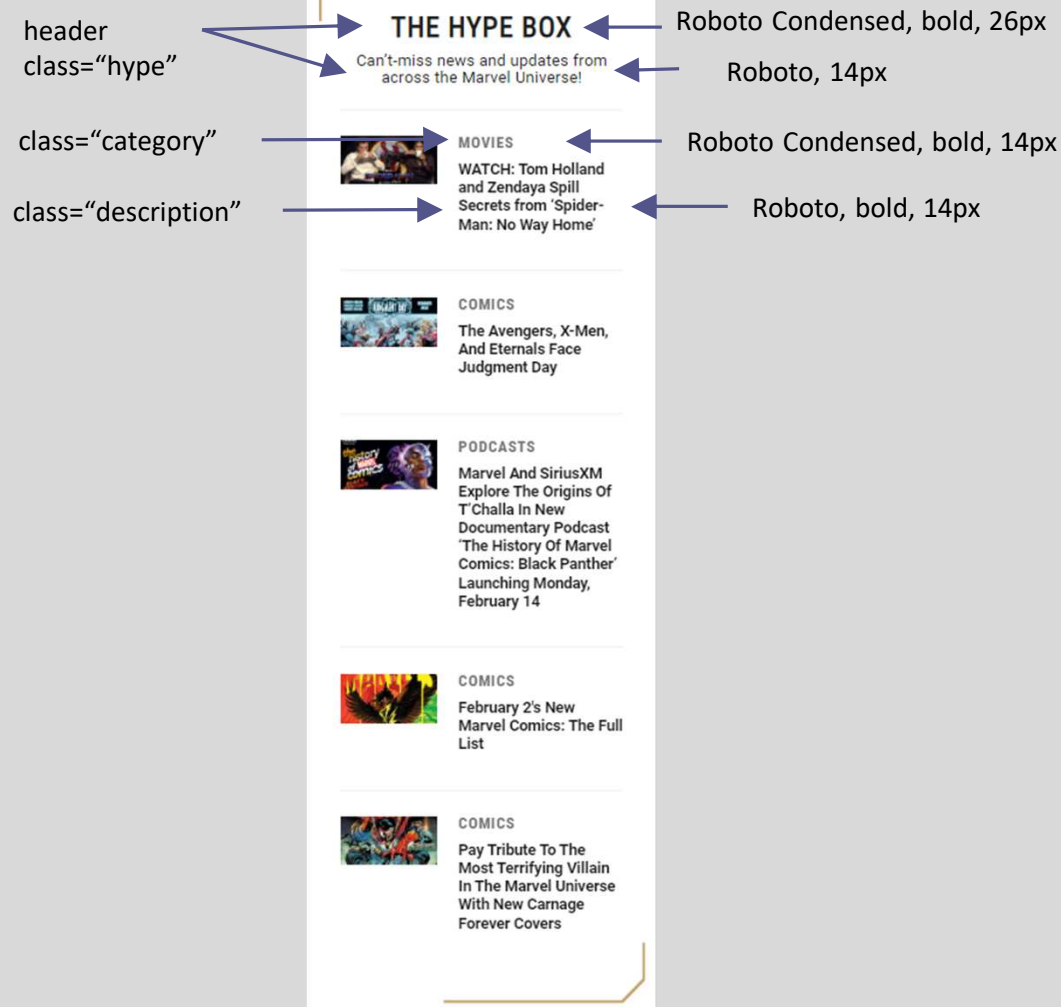 header
class=“hype”
THE HYPE BOX
Roboto Condensed, bold, 26px
Can’t-miss news and updates from
across the Marvel Universe!
Roboto, 14px
class=“category”
MOVIES
Roboto Condensed, bold, 14px
class=“description”
WATCH: Tom Holland
and Zendaya Spill
Secrets from ‘Spider-
Man: No Way Home’
Roboto, bold, 14px
COMICS
The Avengers, X-Men,
And Eternals Face
Judgment Day
the
history
of MARVEL
comics
PODCASTS
Marvel And SiriusXM
Explore The Origins Of
T’Challa In New
Documentary Podcast
‘The History Of Marvel
Comics: Black Panther’
Launching Monday,
February 14
COMICS
February 2's New
Marvel Comics: The Full
List
COMICS
Pay Tribute To The
Most Terrifying Villain
In The Marvel Universe
With New Carnage
Forever Covers